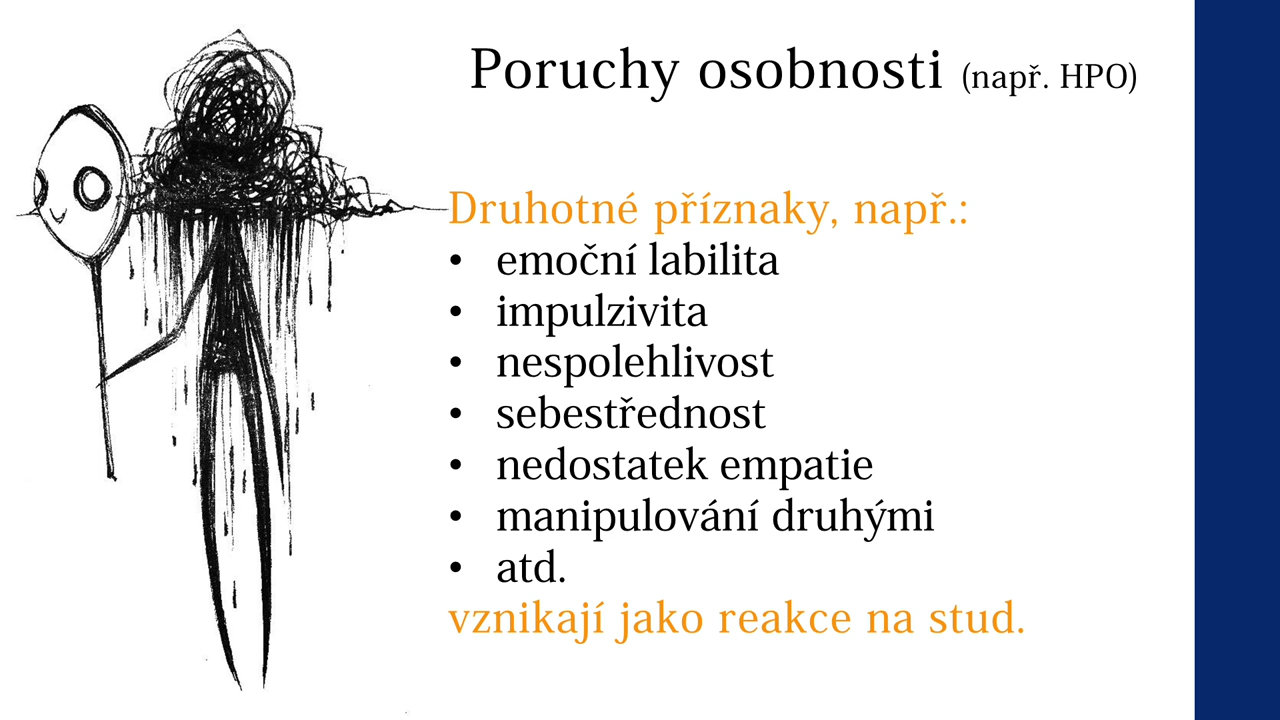 Poruchy osobnosti (např. HPO)
Druhotné příznaky, např.:
• emoční labilita
• impulzivita
• nespolehlivost
• sebestřednost
• nedostatek empatie
• manipulování druhými
• atd.
vznikají jako reakce na stud.